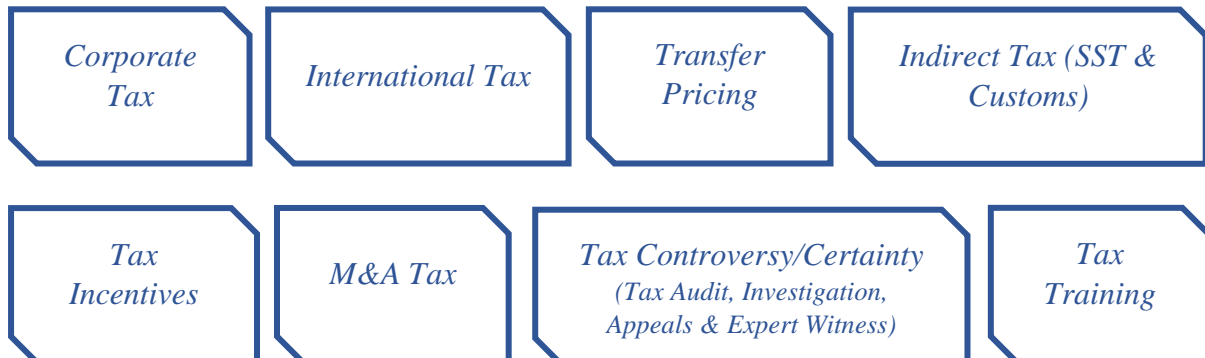 Corporate
Tax
International Tax
Transfer
Pricing
Indirect Tax (SST &
Customs)
Tax
Incentives
M&A Tax
Tax Controversy/Certainty
(Tax Audit, Investigation,
Appeals & Expert Witness)
Tax
Training